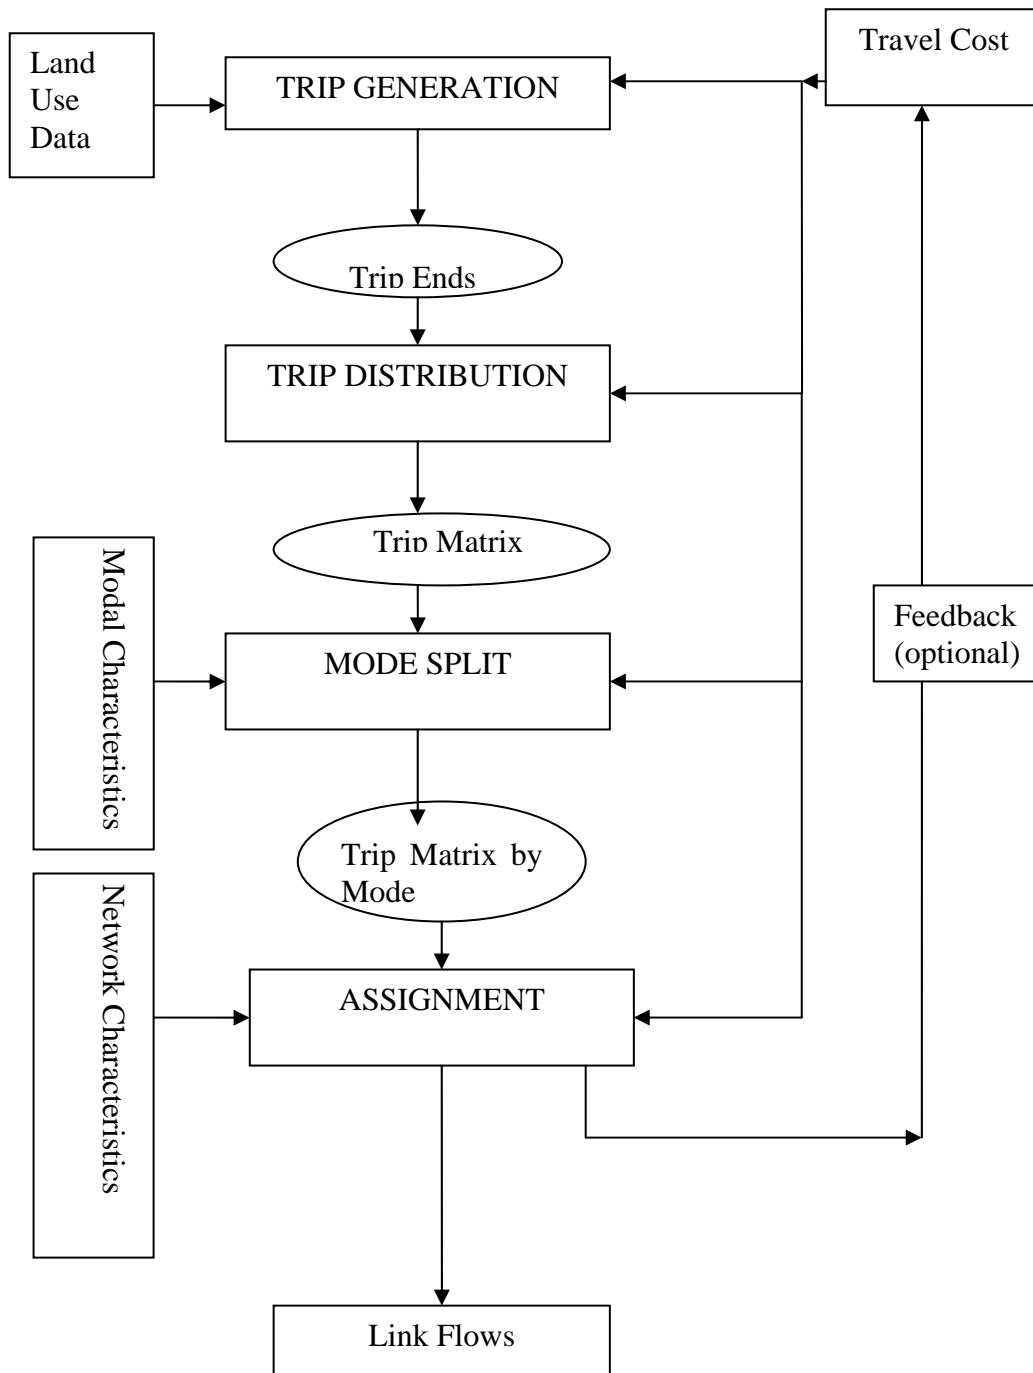 Travel Cost
Land
Use
Data
TRIP GENERATION
Trip Ends
TRIP DISTRIBUTION
Trip Matrix
Modal Characteristics
MODE SPLIT
Feedback
(optional)
Trip Matrix by
Mode
Network Characteristics
ASSIGNMENT
Link Flows